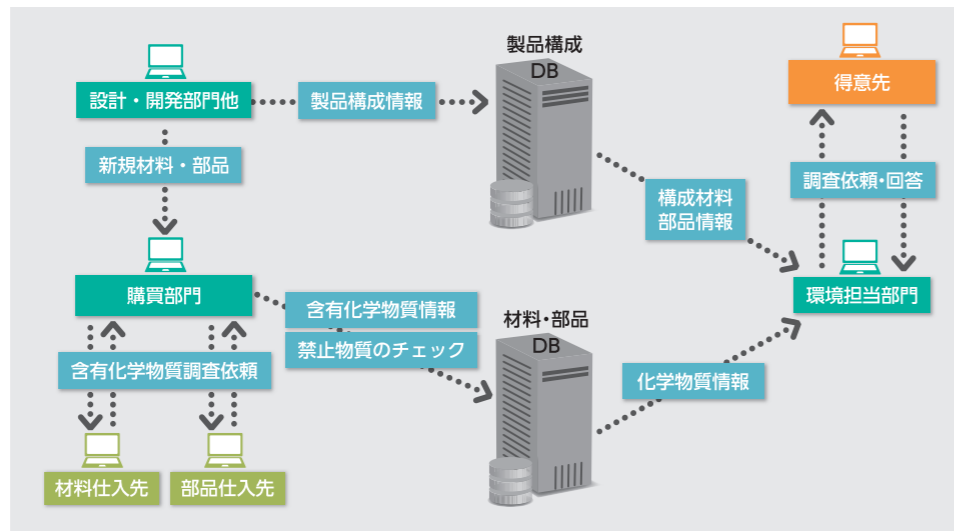 製品構成
DB
設計・開発部門他
製品構成情報
得意先
新規材料・部品
調査依頼・回答
構成材料
部品情報
購買部門
環境担当部門
含有化学物質情報
禁止物質のチェック
材料・部品
DB
含有化学物質調査依頼
化学物質情報
材料仕入先
部品仕入先